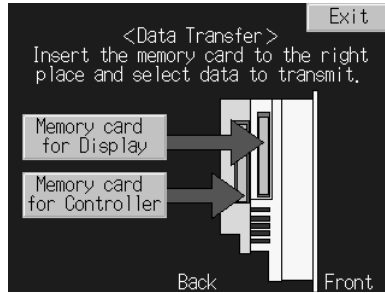 Exit
<Data Transfer>
Insert the memory card to the right
place and select data to transmit.
Memory card
for Display
Memory card
for Controller
Back
Front